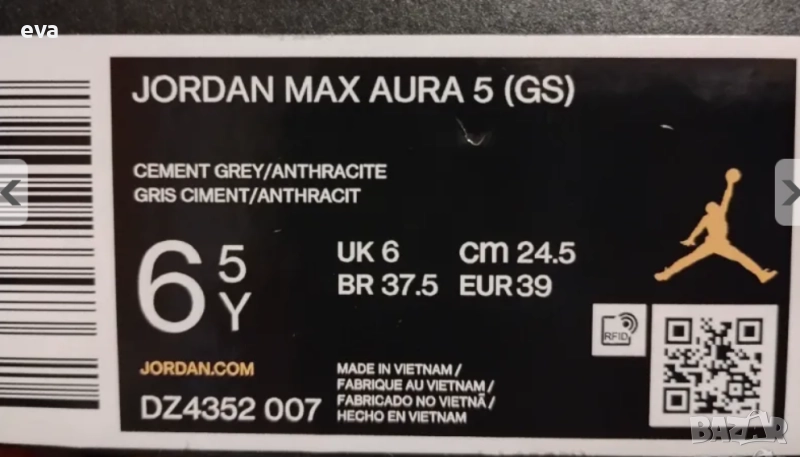 eva
JORDAN MAX AURA 5 (GS)
CEMENT GREY/ANTHRACITE
GRIS CIMENT/ANTHRACIT
6 5 Y
UK 6 cm 24.5
BR 37.5 EUR 39
RFID
JORDAN.COM
DZ4352 007
MADE IN VIETNAM /
FABRIQUE AU VIETNAM /
FABRICADO NO VIETNÃ /
HECHO EN VIETNAM
BAZAR